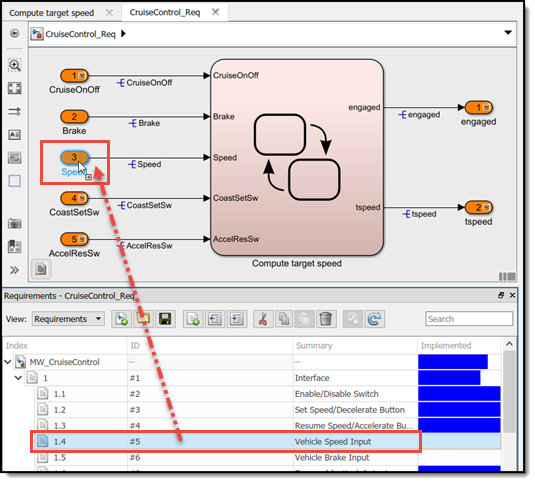 Compute target speed CruiseControl_Req
CruiseControl_Req
1 CruiseOnOff CruiseOnOff CruiseOnOff
2 Brake Brake Brake
3 Speed Speed
4 CoastSetSw CoastSetSw CoastSetSw
5 AccelResSw AccelResSw AccelResSw
engaged engaged 1 engaged
tspeed tspeed 2 tspeed
Compute target speed
Requirements - CruiseControl_Req
View: Requirements Search
Index ID Summary Implemented
MW_CruiseControl — —
1 #1 Interface
1.1 #2 Enable/Disable Switch
1.2 #3 Set Speed/Decelerate Button
1.3 #4 Resume Speed/Accelerate Bu...
1.4 #5 Vehicle Speed Input
1.5 #6 Vehicle Brake Input